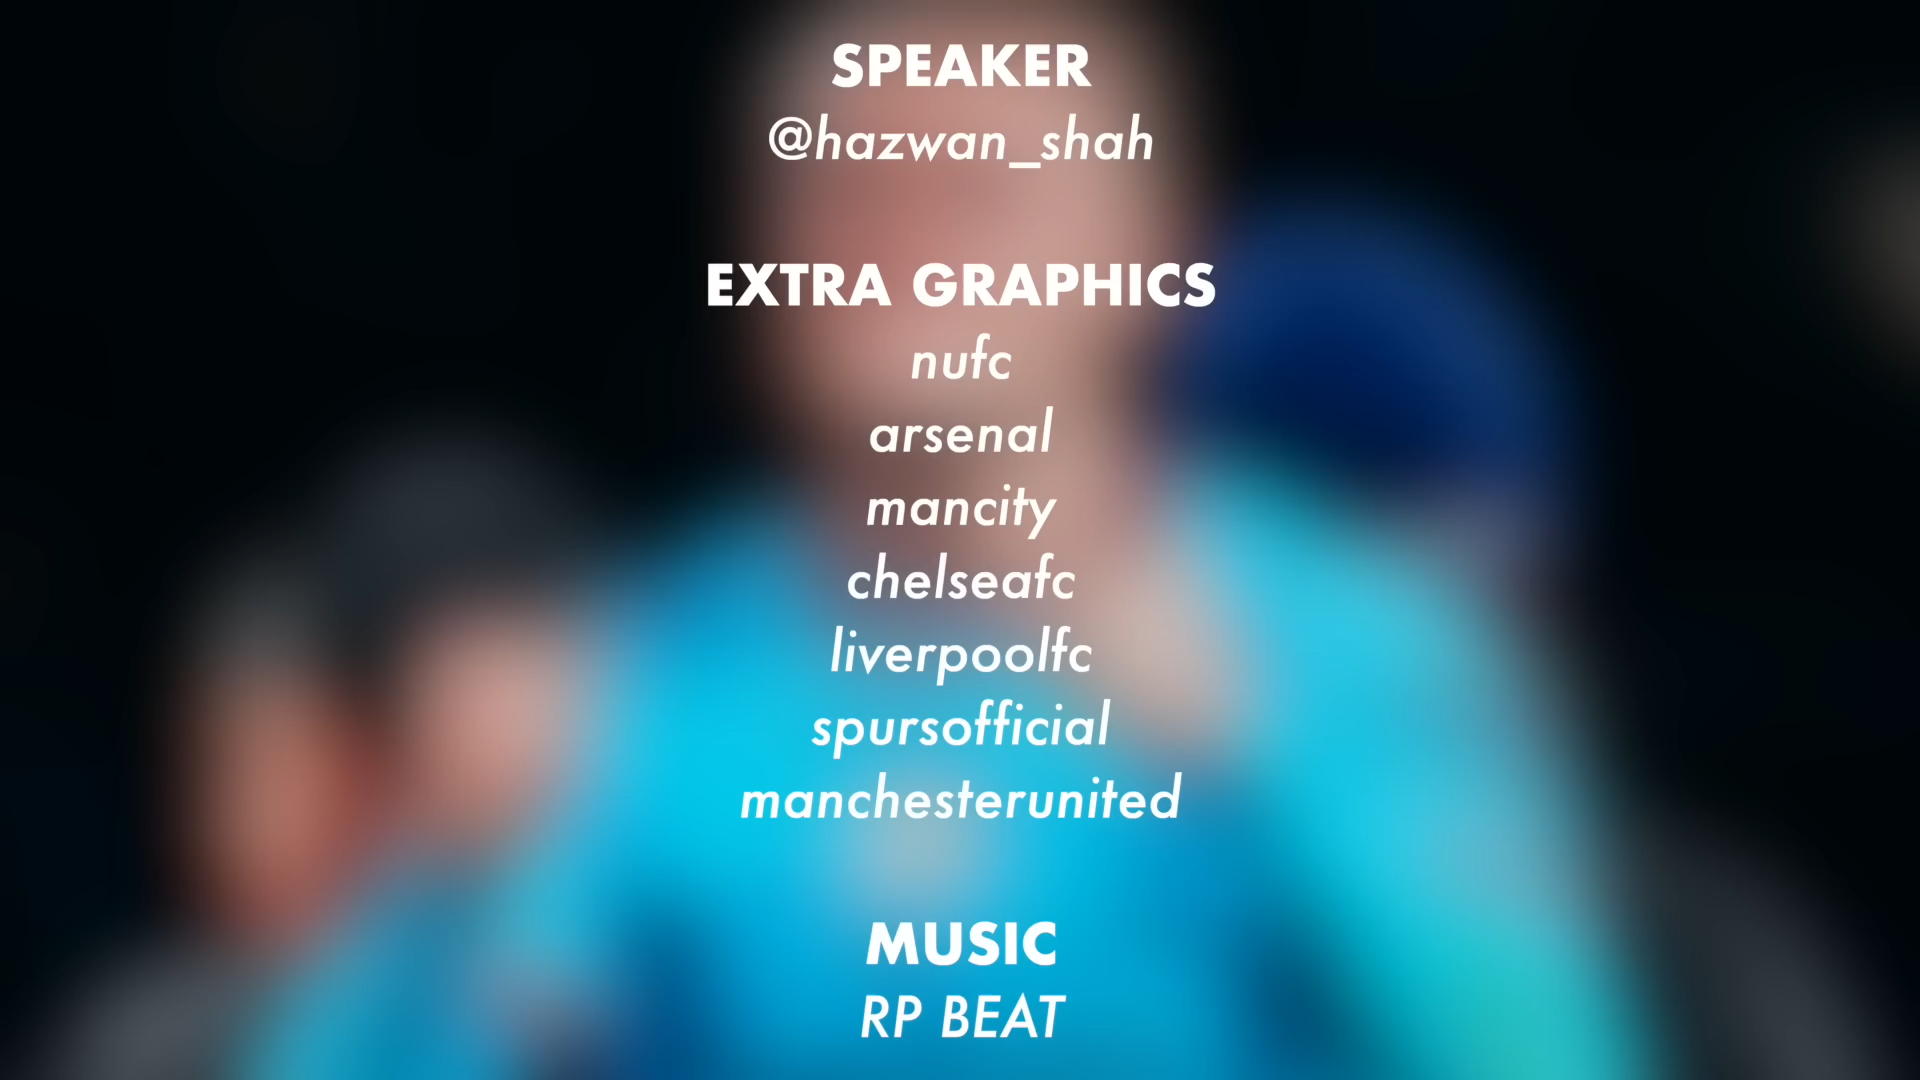 SPEAKER
@hazwan_shah
EXTRA GRAPHICS
nufc
arsenal
mancity
chelseafc
liverpoolfc
spursofficial
manchesterunited
MUSIC
RP BEAT